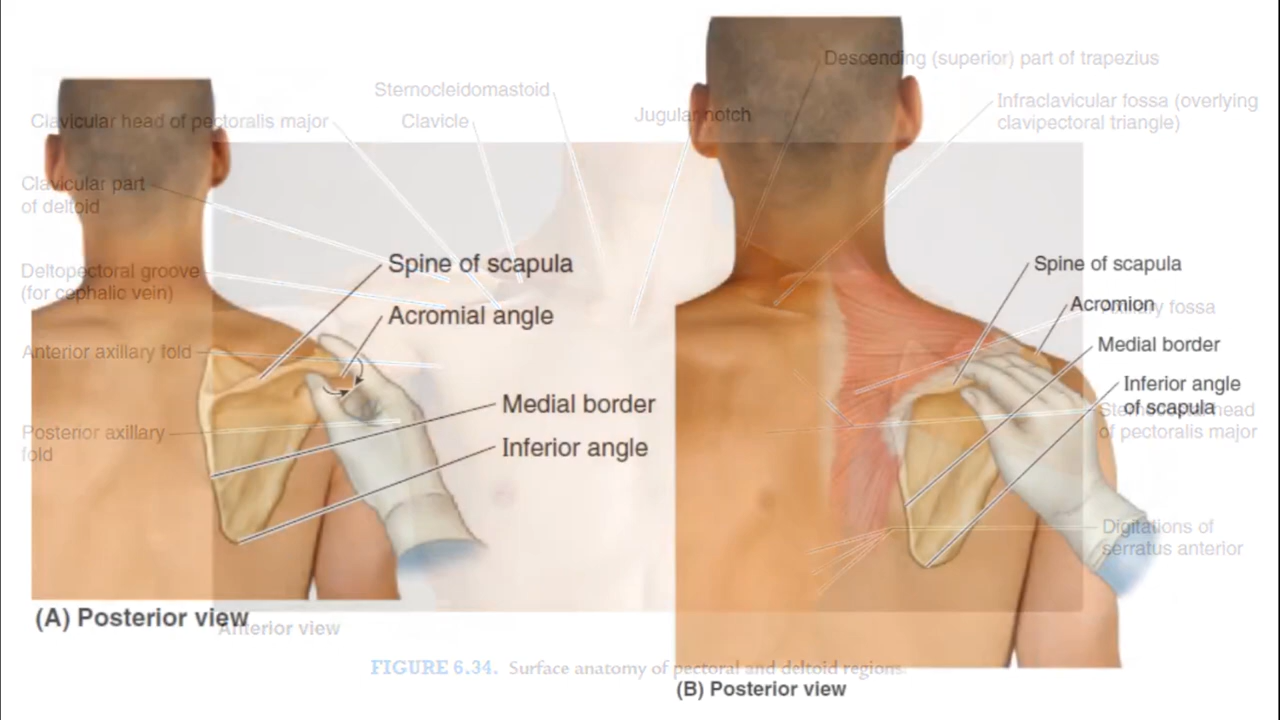 Descending (superior) part of trapezius
Sternocleidomastoid
Infraclavicular fossa (overlying
clavipectoral triangle)
Clavicular head of pectoralis major
Clavicle
Jugular notch
Clavicular part
of deltoid
Deltopectoral groove
(for cephalic vein)
Spine of scapula
Acromial angle
Spine of scapula
Acromion
Axillary fossa
Medial border
Anterior axillary fold
Inferior angle
of scapula
Sternocostal head
of pectoralis major
Medial border
Inferior angle
Posterior axillary
fold
Digitations of
serratus anterior
(A) Posterior view
Anterior view
FIGURE 6.34. Surface anatomy of pectoral and deltoid regions.
(B) Posterior view